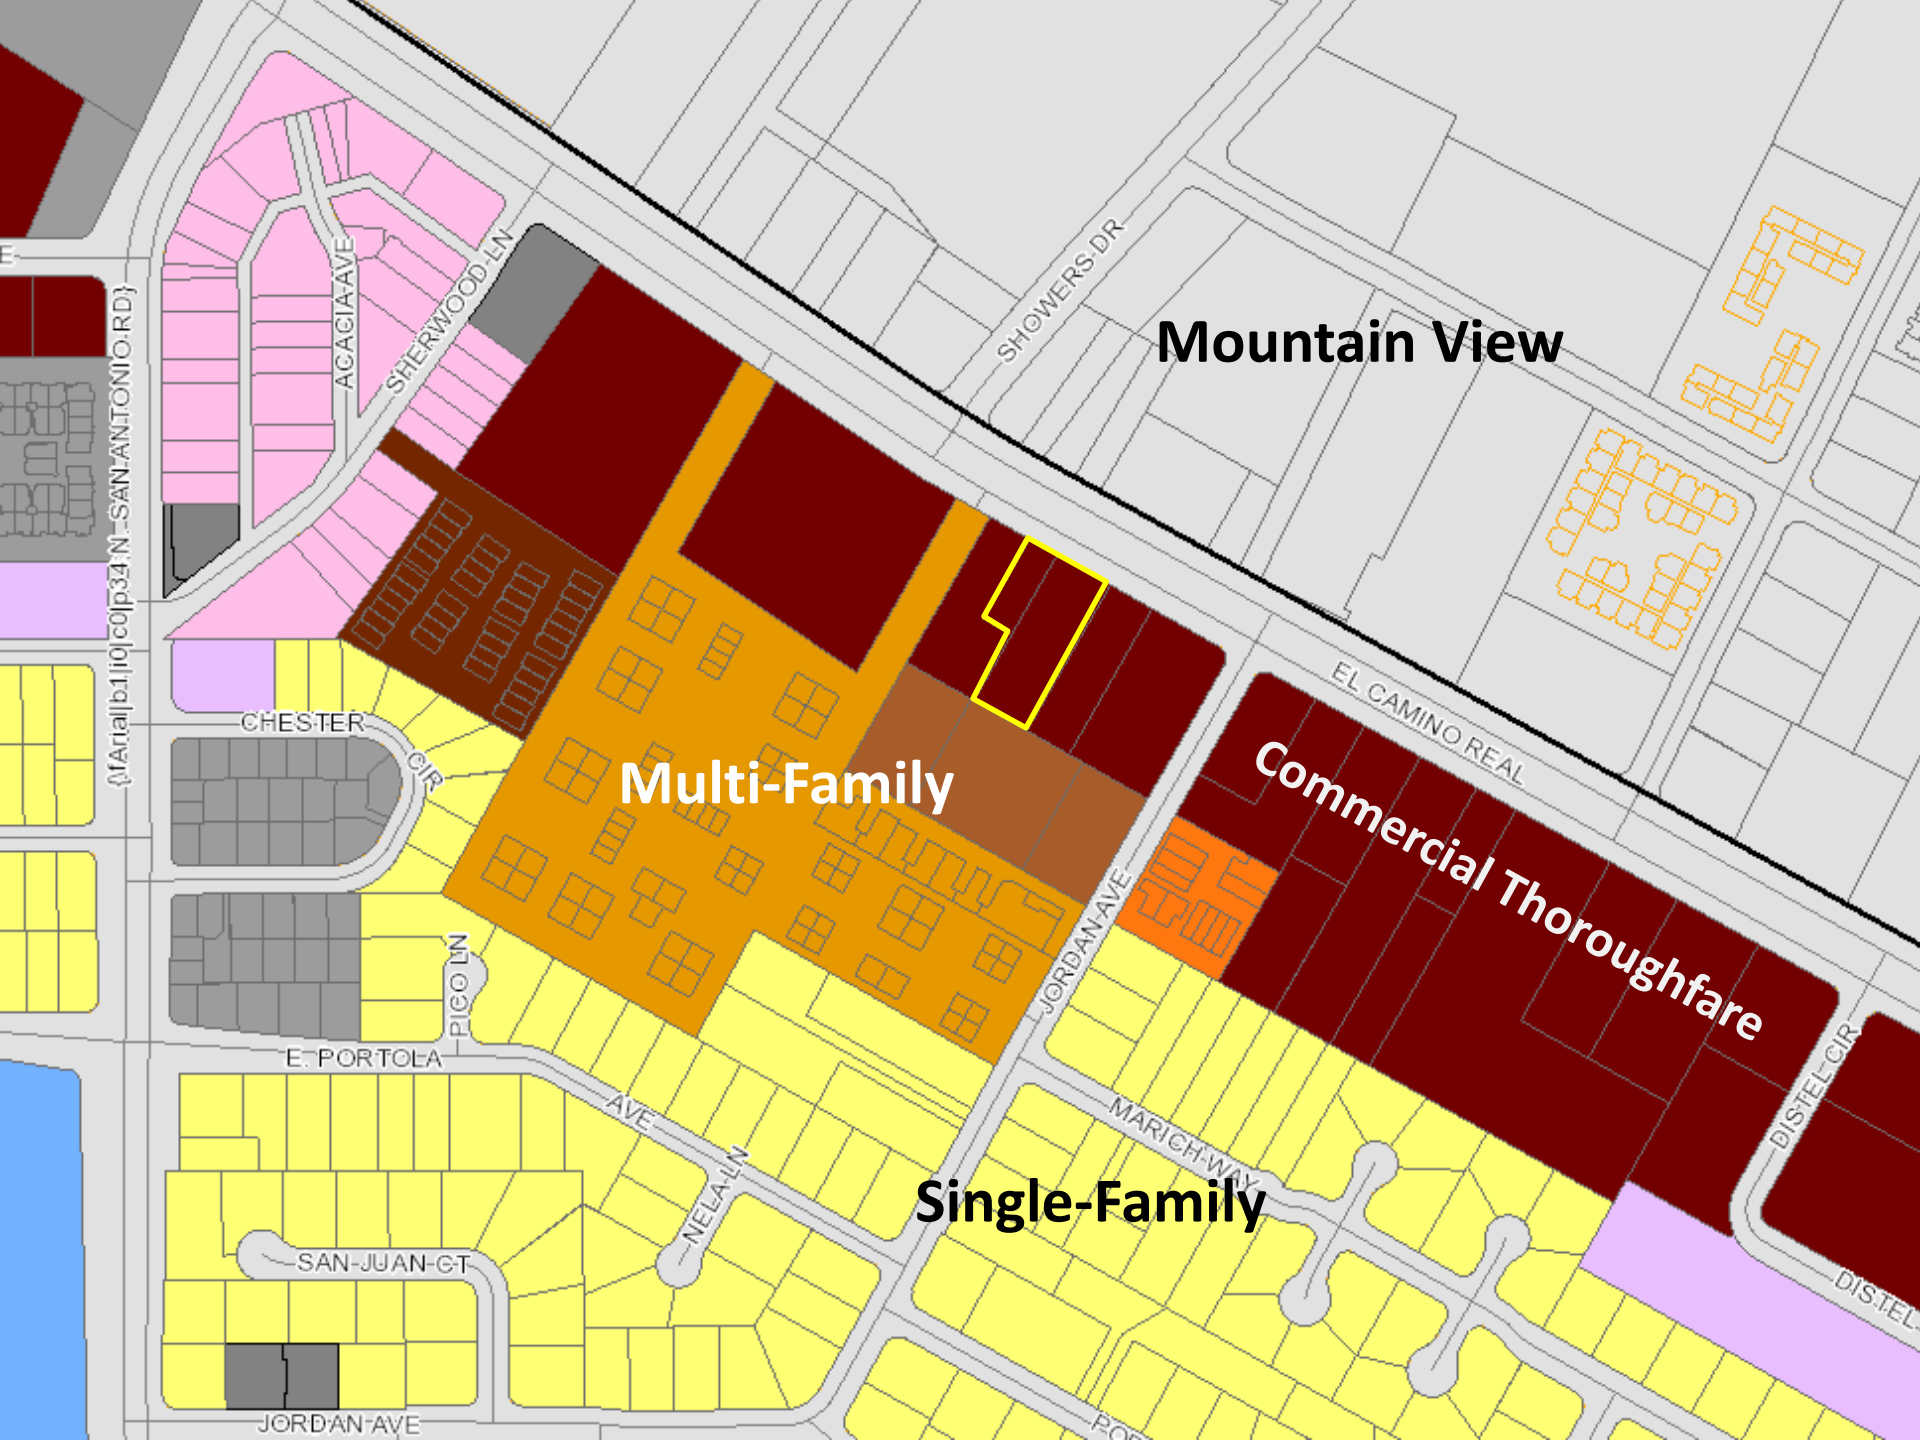 E
ACACIA AVE
SHERWOOD LN
SHOWERS DR
Mountain View
{\fArial|b1|i0|c0|p34;N. SAN ANTONIO RD}
CHESTER
CIR
Multi-Family
EL CAMINO REAL
Commercial Thoroughfare
JORDAN AVE
PICO LN
E. PORTOLA
AVE
MARICH WAY
DISTEL CIR
NELA LN
Single-Family
SAN JUAN CT
DISTEL
JORDAN AVE
POR